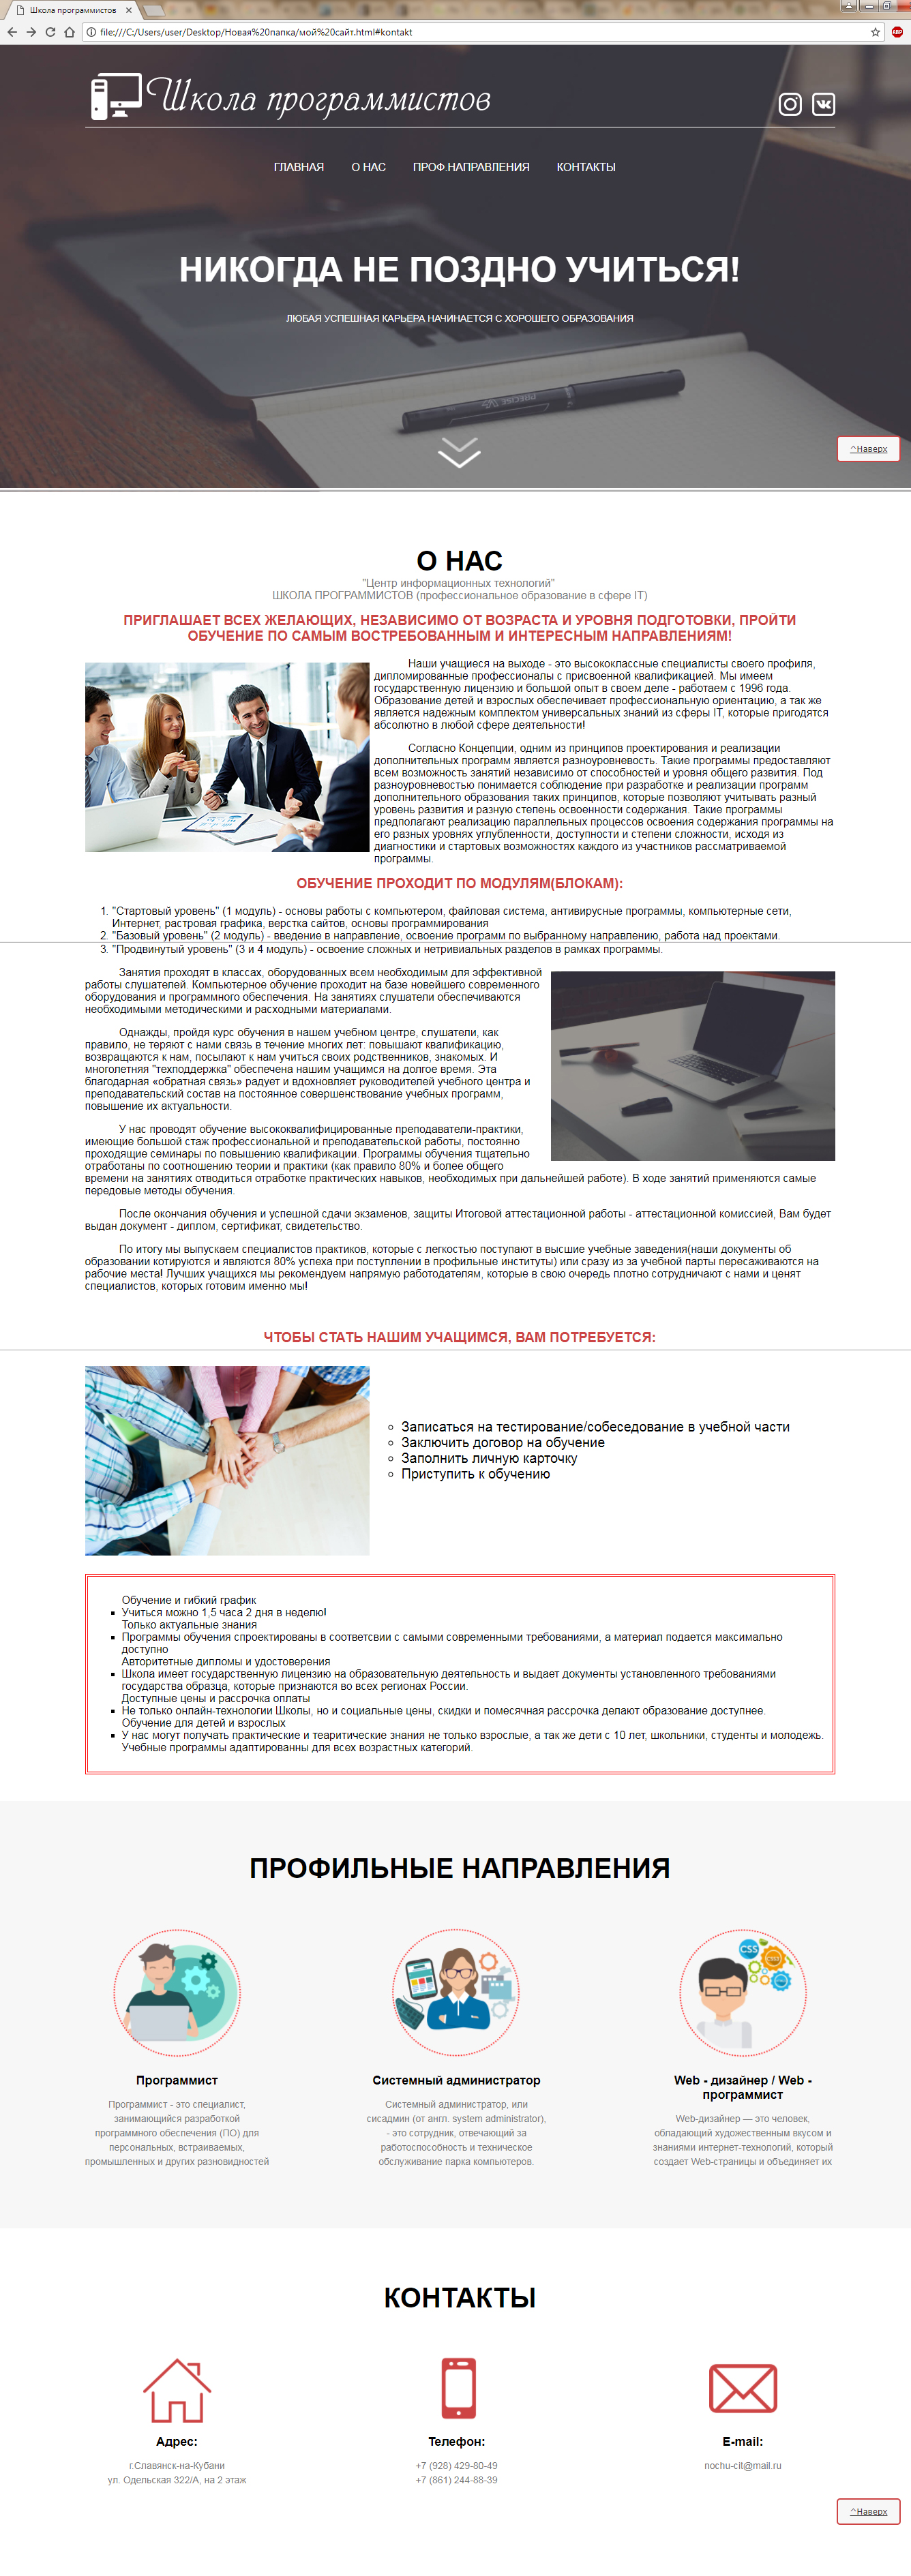 Школа программистов
file:///C:/Users/user/Desktop/Новая%20папка/мой%20сайт.html#kontakt
ABP
Школа программистов
ГЛАВНАЯ О НАС ПРОФ.НАПРАВЛЕНИЯ КОНТАКТЫ
НИКОГДА НЕ ПОЗДНО УЧИТЬСЯ!
ЛЮБАЯ УСПЕШНАЯ КАРЬЕРА НАЧИНАЕТСЯ С ХОРОШЕГО ОБРАЗОВАНИЯ
PRECISE V5
^Наверх
О НАС
"Центр информационных технологий"
ШКОЛА ПРОГРАММИСТОВ (профессиональное образование в сфере IT)
ПРИГЛАШАЕТ ВСЕХ ЖЕЛАЮЩИХ, НЕЗАВИСИМО ОТ ВОЗРАСТА И УРОВНЯ ПОДГОТОВКИ, ПРОЙТИ
ОБУЧЕНИЕ ПО САМЫМ ВОСТРЕБОВАННЫМ И ИНТЕРЕСНЫМ НАПРАВЛЕНИЯМ!
Наши учащиеся на выходе - это высококлассные специалисты своего профиля,
дипломированные профессионалы с присвоенной квалификацией. Мы имеем
государственную лицензию и большой опыт в своем деле - работаем с 1996 года.
Образование детей и взрослых обеспечивает профессиональную ориентацию, а так же
является надежным комплектом универсальных знаний из сферы IT, которые пригодятся
абсолютно в любой сфере деятельности!
Согласно Концепции, одним из принципов проектирования и реализации
дополнительных программ является разноуровневость. Такие программы предоставляют
всем возможность занятий независимо от способностей и уровня общего развития. Под
разноуровневостью понимается соблюдение при разработке и реализации программ
дополнительного образования таких принципов, которые позволяют учитывать разный
уровень развития и разную степень освоенности содержания. Такие программы
предполагают реализацию параллельных процессов освоения содержания программы на
его разных уровнях углубленности, доступности и степени сложности, исходя из
диагностики и стартовых возможностях каждого из участников рассматриваемой
программы.
ОБУЧЕНИЕ ПРОХОДИТ ПО МОДУЛЯМ(БЛОКАМ):
1. "Стартовый уровень" (1 модуль) - основы работы с компьютером, файловая система, антивирусные программы, компьютерные сети,
Интернет, растровая графика, верстка сайтов, основы программирования
2. "Базовый уровень" (2 модуль) - введение в направление, освоение программ по выбранному направлению, работа над проектами.
3. "Продвинутый уровень" (3 и 4 модуль) - освоение сложных и нетривиальных разделов в рамках программы.
Занятия проходят в классах, оборудованных всем необходимым для эффективной
работы слушателей. Компьютерное обучение проходит на базе новейшего современного
оборудования и программного обеспечения. На занятиях слушатели обеспечиваются
необходимыми методическими и расходными материалами.
Однажды, пройдя курс обучения в нашем учебном центре, слушатели, как
правило, не теряют с нами связь в течение многих лет: повышают квалификацию,
возвращаются к нам, посылают к нам учиться своих родственников, знакомых. И
многолетняя "техподдержка" обеспечена нашим учащимся на долгое время. Эта
благодарная «обратная связь» радует и вдохновляет руководителей учебного центра и
преподавательский состав на постоянное совершенствование учебных программ,
повышение их актуальности.
У нас проводят обучение высококвалифицированные преподаватели-практики,
имеющие большой стаж профессиональной и преподавательской работы, постоянно
проходящие семинары по повышению квалификации. Программы обучения тщательно
отработаны по соотношению теории и практики (как правило 80% и более общего
времени на занятиях отводиться отработке практических навыков, необходимых при дальнейшей работе). В ходе занятий применяются самые
передовые методы обучения.
После окончания обучения и успешной сдачи экзаменов, защиты Итоговой аттестационной работы - аттестационной комиссией, Вам будет
выдан документ - диплом, сертификат, свидетельство.
По итогу мы выпускаем специалистов практиков, которые с легкостью поступают в высшие учебные заведения(наши документы об
образовании котируются и являются 80% успеха при поступлении в профильные институты) или сразу из за учебной парты пересаживаются на
рабочие места! Лучших учащихся мы рекомендуем напрямую работодателям, которые в свою очередь плотно сотрудничают с нами и ценят
специалистов, которых готовим именно мы!
ЧТОБЫ СТАТЬ НАШИМ УЧАЩИМСЯ, ВАМ ПОТРЕБУЕТСЯ:
Записаться на тестирование/собеседование в учебной части
Заключить договор на обучение
Заполнить личную карточку
Приступить к обучению
Обучение и гибкий график
Учиться можно 1,5 часа 2 дня в неделю!
Только актуальные знания
Программы обучения спроектированы в соответсвии с самыми современными требованиями, а материал подается максимально
доступно
Авторитетные дипломы и удостоверения
Школа имеет государственную лицензию на образовательную деятельность и выдает документы установленного требованиями
государства образца, которые признаются во всех регионах России.
Доступные цены и рассрочка оплаты
Не только онлайн-технологии Школы, но и социальные цены, скидки и помесячная рассрочка делают образование доступнее.
Обучение для детей и взрослых
У нас могут получать практические и теаритические знания не только взрослые, а так же дети с 10 лет, школьники, студенты и молодежь.
Учебные программы адаптированны для всех возрастных категорий.
ПРОФИЛЬНЫЕ НАПРАВЛЕНИЯ
CSS
Программист
Программист - это специалист,
занимающийся разработкой
программного обеспечения (ПО) для
персональных, встраиваемых,
промышленных и других разновидностей
Системный администратор
Системный администратор, или
сисадмин (от англ. system administrator),
- это сотрудник, отвечающий за
работоспособность и техническое
обслуживание парка компьютеров.
Web - дизайнер / Web -
программист
Web-дизайнер — это человек,
обладающий художественным вкусом и
знаниями интернет-технологий, который
создает Web-страницы и объединяет их
КОНТАКТЫ
Адрес:
г.Славянск-на-Кубани
ул. Одельская 322/А, на 2 этаж
Телефон:
+7 (928) 429-80-49
+7 (861) 244-88-39
E-mail:
nochu-cit@mail.ru
^Наверх